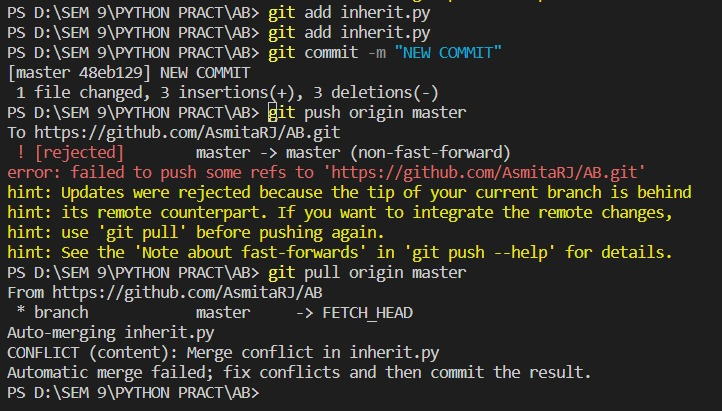 PS D:\SEM 9\PYTHON PRACT\AB> git add inherit.py
PS D:\SEM 9\PYTHON PRACT\AB> git add inherit.py
PS D:\SEM 9\PYTHON PRACT\AB> git commit -m "NEW COMMIT"
[master 48eb129] NEW COMMIT
 1 file changed, 3 insertions(+), 3 deletions(-)
PS D:\SEM 9\PYTHON PRACT\AB> git push origin master
To https://github.com/AsmitaRJ/AB.git
 ! [rejected]        master -> master (non-fast-forward)
error: failed to push some refs to 'https://github.com/AsmitaRJ/AB.git'
hint: Updates were rejected because the tip of your current branch is behind
hint: its remote counterpart. If you want to integrate the remote changes,
hint: use 'git pull' before pushing again.
hint: See the 'Note about fast-forwards' in 'git push --help' for details.
PS D:\SEM 9\PYTHON PRACT\AB> git pull origin master
From https://github.com/AsmitaRJ/AB
 * branch            master     -> FETCH_HEAD
Auto-merging inherit.py
CONFLICT (content): Merge conflict in inherit.py
Automatic merge failed; fix conflicts and then commit the result.
PS D:\SEM 9\PYTHON PRACT\AB>